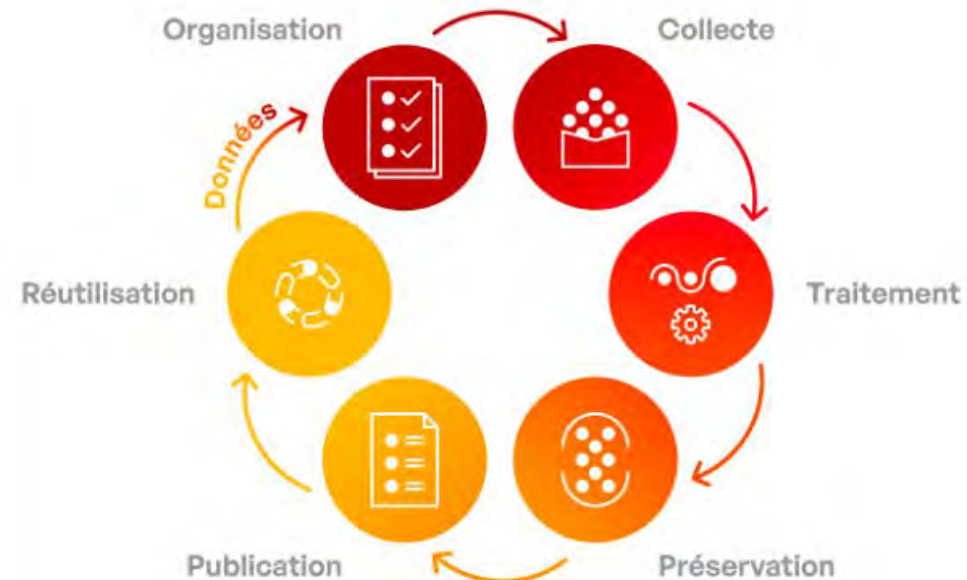 Organisation
Collecte
Données
Réutilisation
Traitement
Publication
Préservation